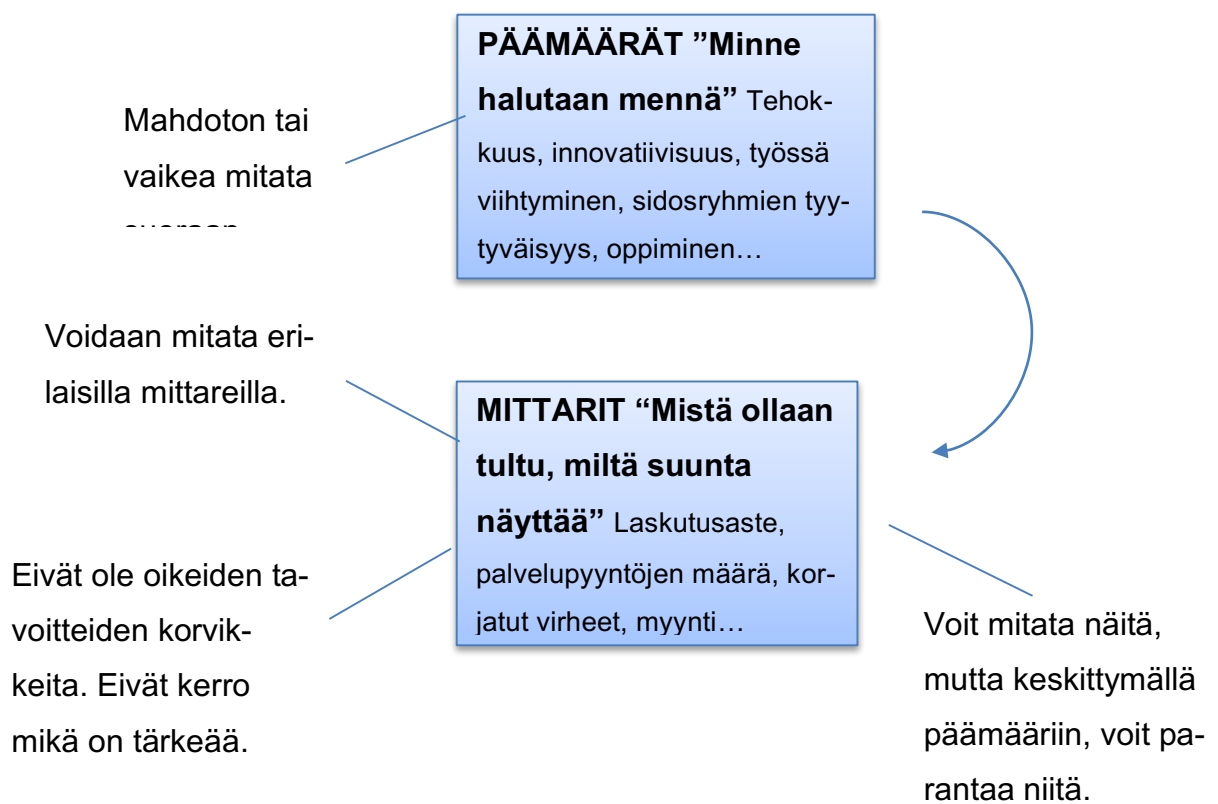 PÄÄMÄÄRÄT ”Minne
halutaan mennä” Tehok-
kuus, innovatiivisuus, työssä
viihtyminen, sidosryhmien tyy-
tyväisyys, oppiminen…
Mahdoton tai
vaikea mitata
Voidaan mitata eri-
laisilla mittareilla.
MITTARIT “Mistä ollaan
tultu, miltä suunta
näyttää” Laskutusaste,
palvelupyyntöjen määrä, kor-
jatut virheet, myynti…
Eivät ole oikeiden ta-
voitteiden korvik-
keita. Eivät kerro
mikä on tärkeää.
Voit mitata näitä,
mutta keskittymällä
päämääriin, voit pa-
rantaa niitä.